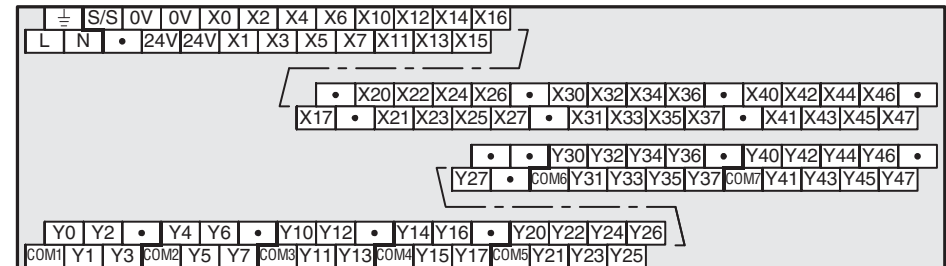 ⏚ S/S 0V 0V X0 X2 X4 X6 X10 X12 X14 X16
L N • 24V 24V X1 X3 X5 X7 X11 X13 X15
• X20 X22 X24 X26 • X30 X32 X34 X36 • X40 X42 X44 X46 •
X17 • X21 X23 X25 X27 • X31 X33 X35 X37 • X41 X43 X45 X47
• • Y30 Y32 Y34 Y36 • Y40 Y42 Y44 Y46 •
Y27 • COM6 Y31 Y33 Y35 Y37 COM7 Y41 Y43 Y45 Y47
Y0 Y2 • Y4 Y6 • Y10 Y12 • Y14 Y16 • Y20 Y22 Y24 Y26
COM1 Y1 Y3 COM2 Y5 Y7 COM3 Y11 Y13 COM4 Y15 Y17 COM5 Y21 Y23 Y25